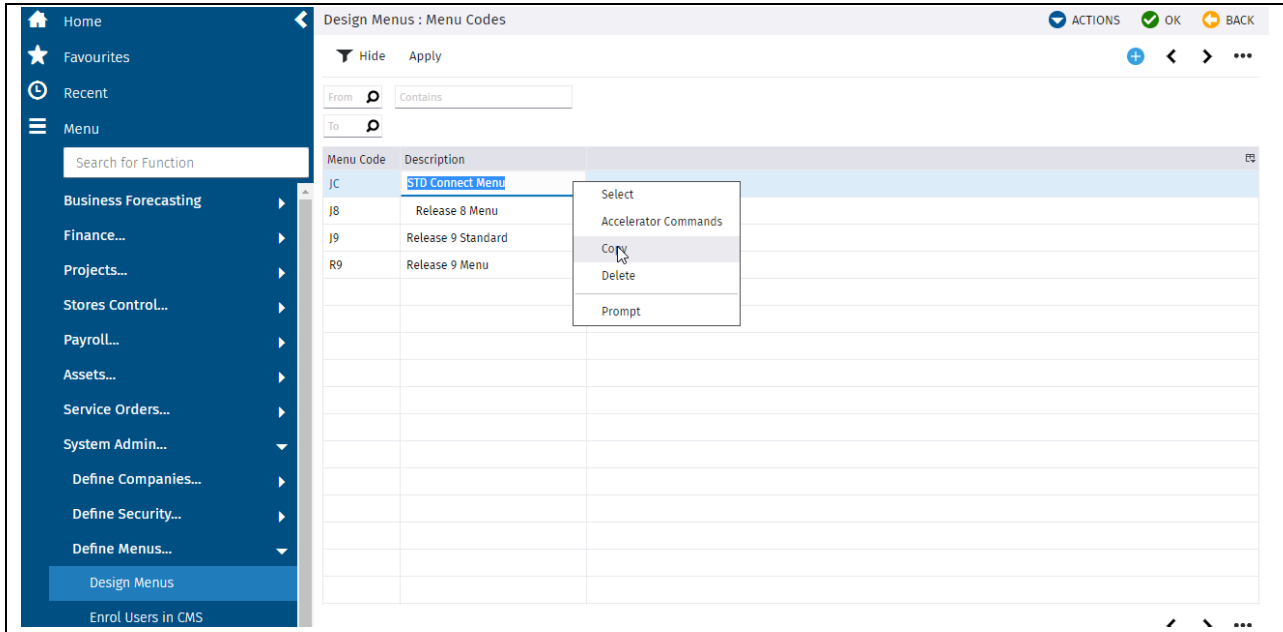 Home
Design Menus : Menu Codes
ACTIONS OK BACK
Favourites
Hide Apply
Recent
From Contains
Menu
To
Search for Function
Menu Code Description
JC STD Connect Menu
Select
Business Forecasting
J8 Release 8 Menu
Accelerator Commands
Finance...
J9 Release 9 Standard
Copy
Projects...
R9 Release 9 Menu
Delete
Stores Control...
Prompt
Payroll...
Assets...
Service Orders...
System Admin...
Define Companies...
Define Security...
Define Menus...
Design Menus
Enrol Users in CMS